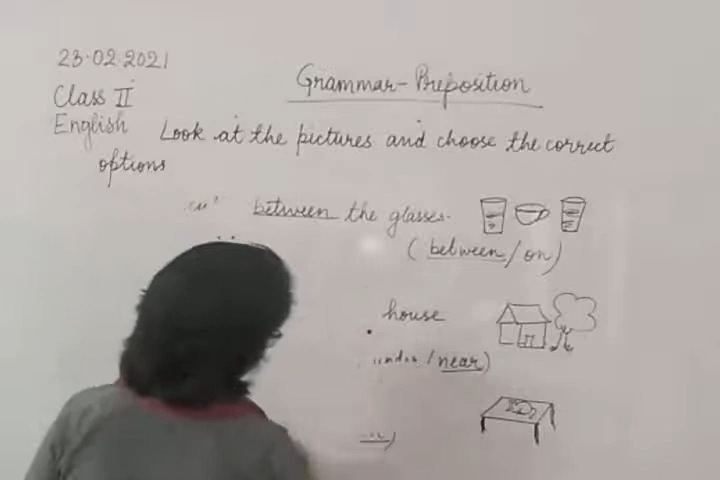 23.02.2021
Grammar-Preposition
Class II
English Look at the pictures and choose the correct
options
between the glasses.
(between/on)
house
/near)